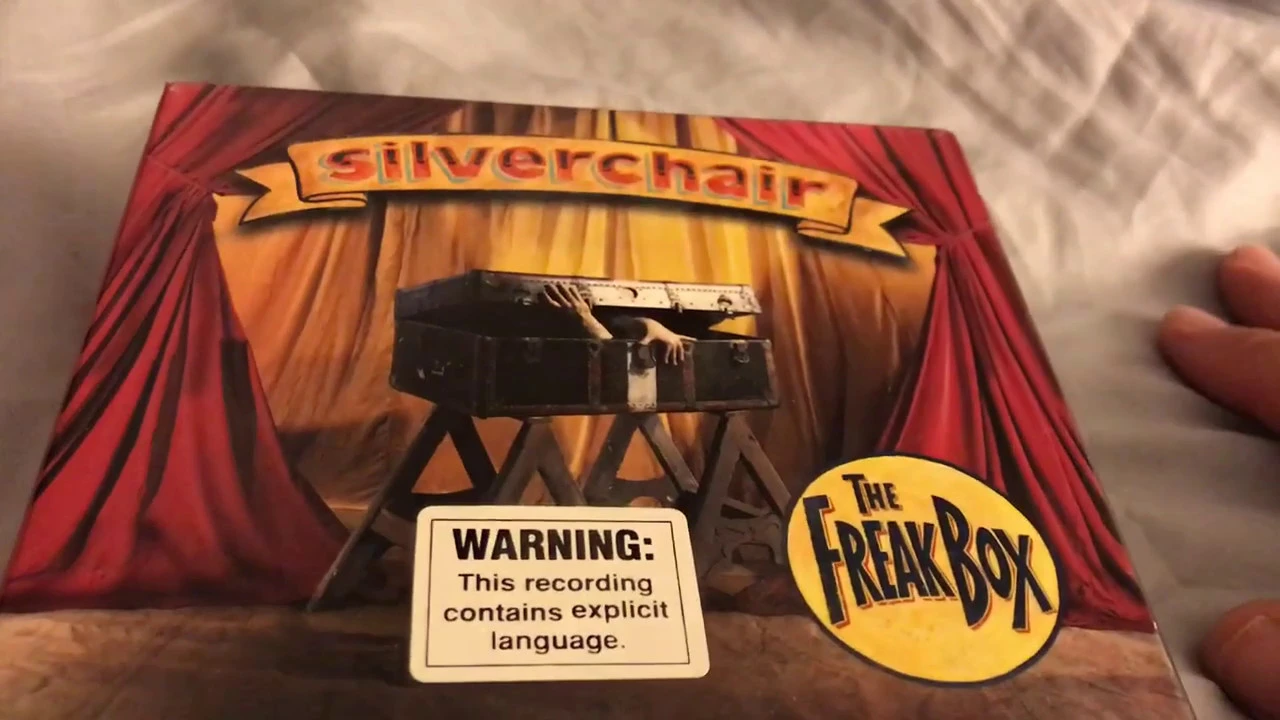 silverchair
THE
FREAK BOX
WARNING:
This recording
contains explicit
language.